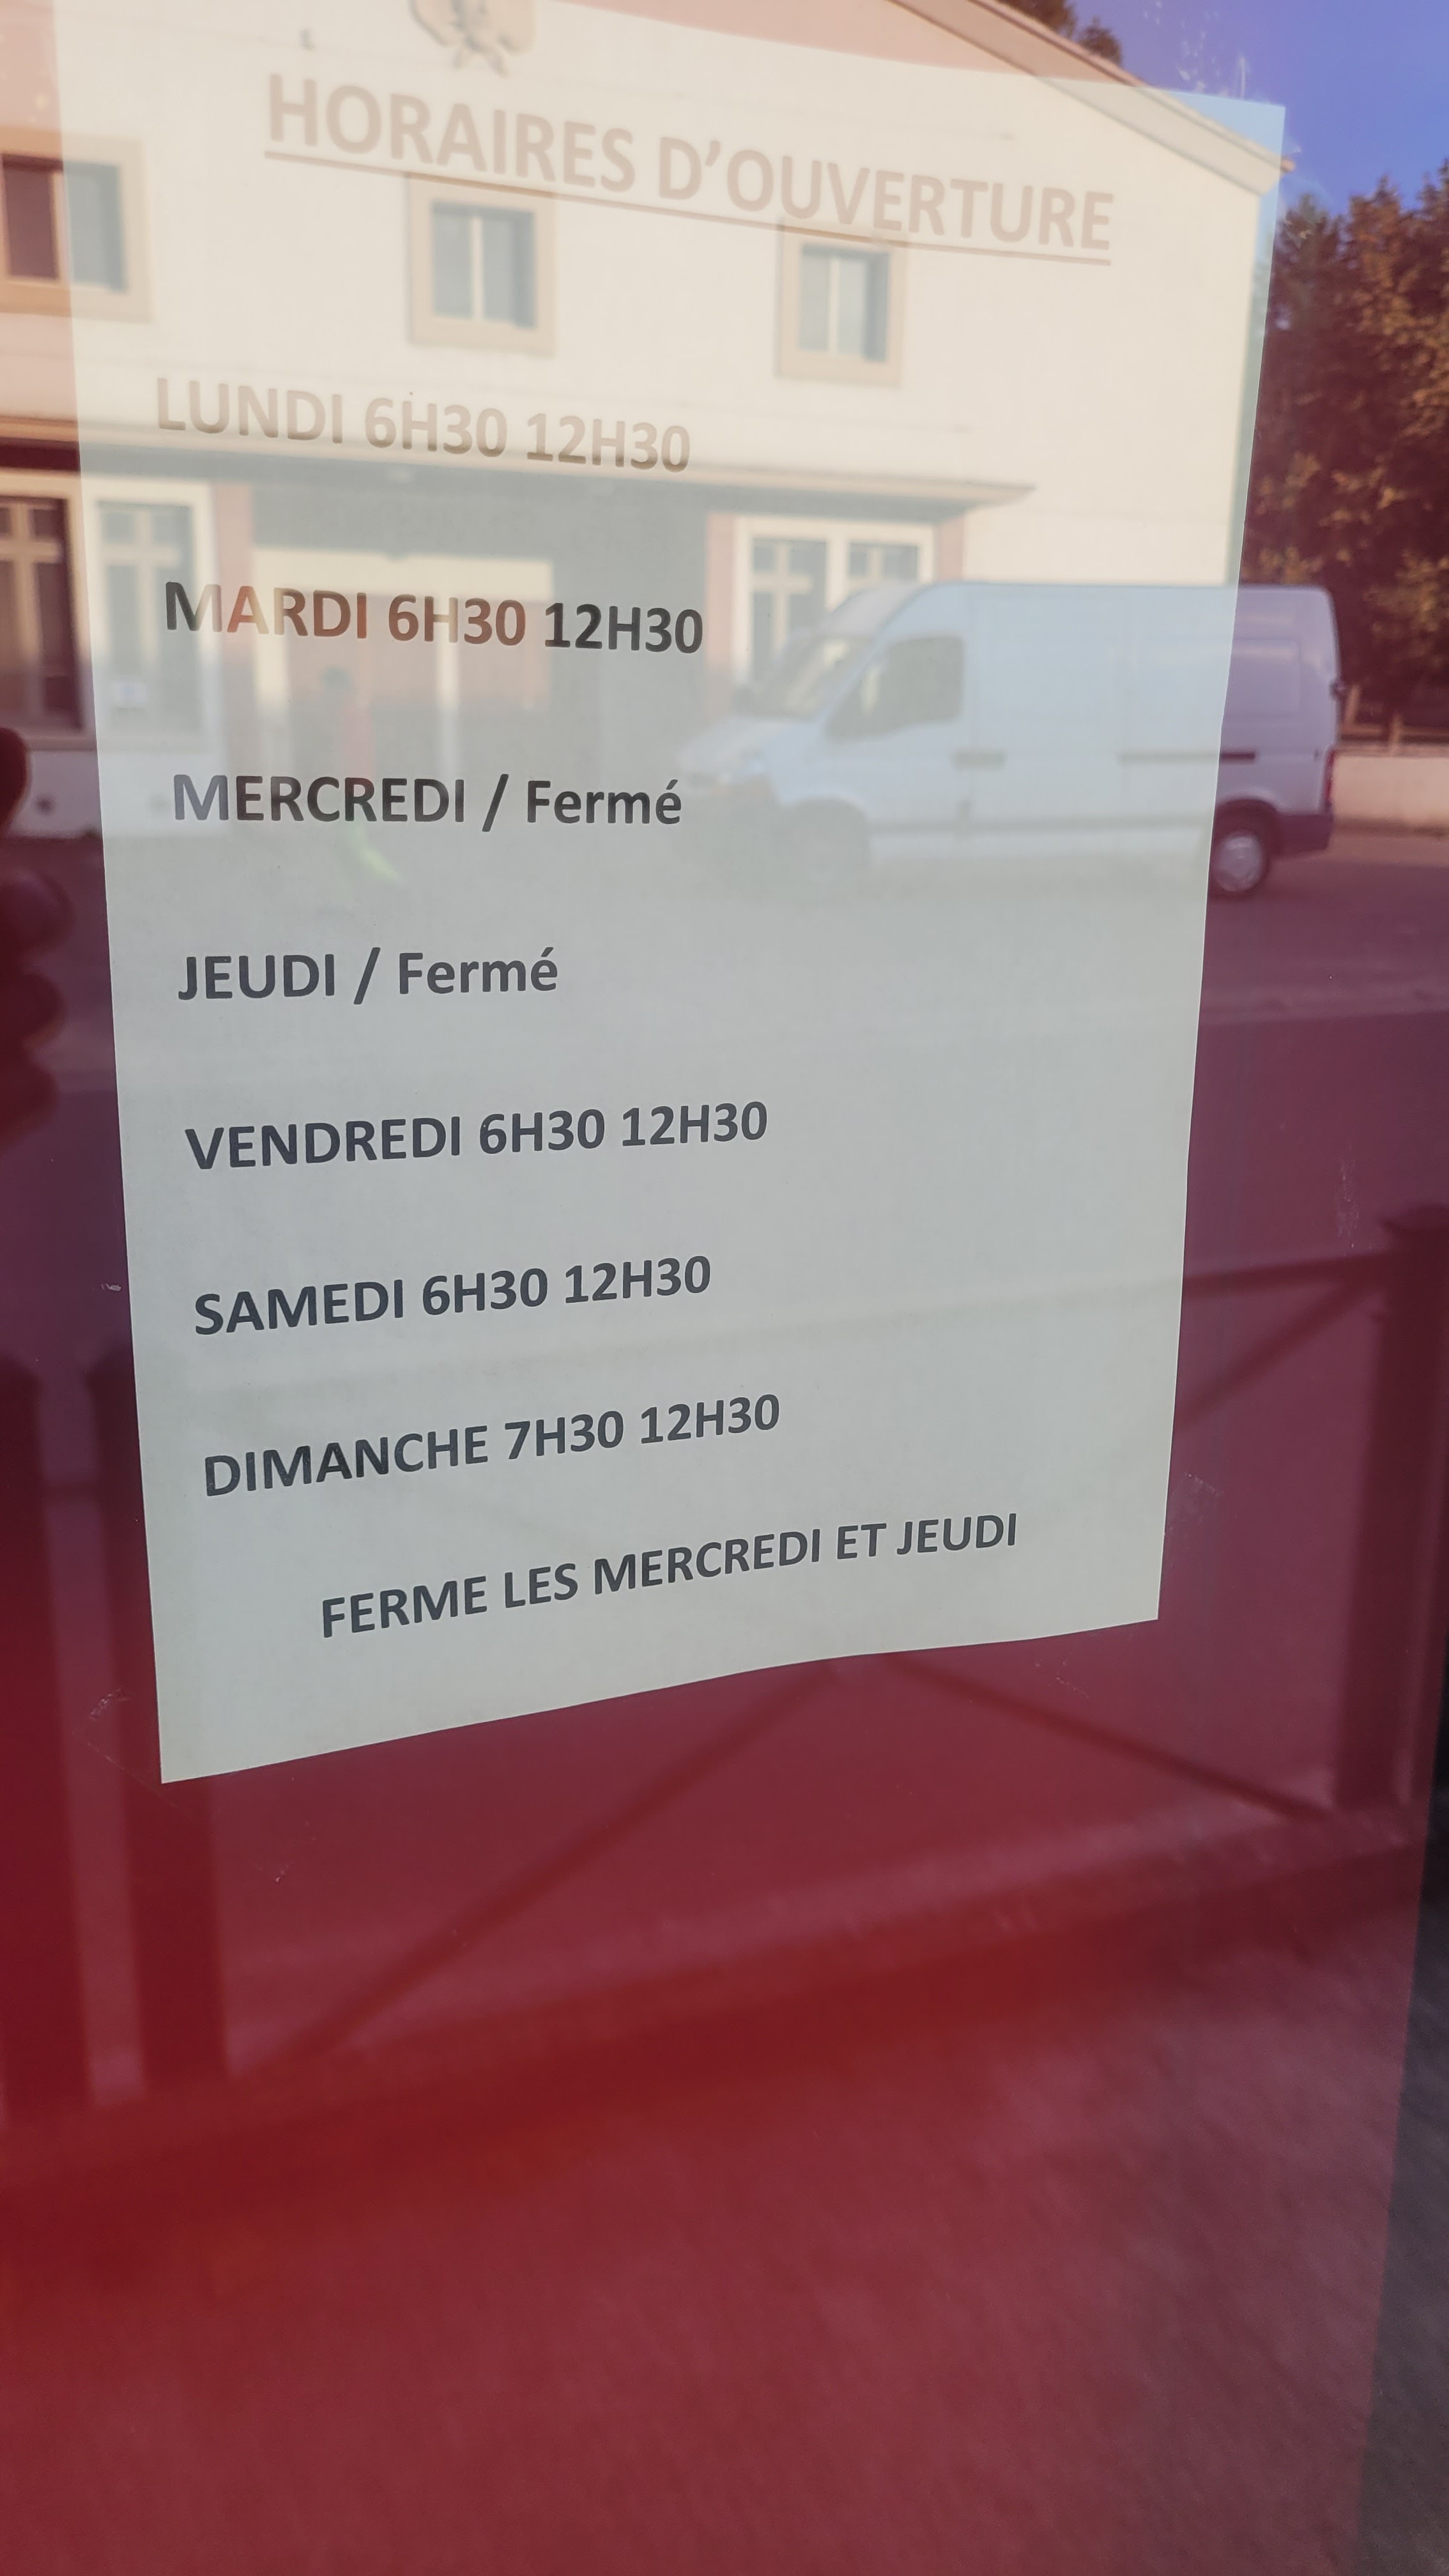 HORAIRES D'OUVERTURE
LUNDI 6H30 12H30
MARDI 6H30 12H30
MERCREDI / Fermé
JEUDI / Fermé
VENDREDI 6H30 12H30
SAMEDI 6H30 12H30
DIMANCHE 7H30 12H30
FERME LES MERCREDI ET JEUDI